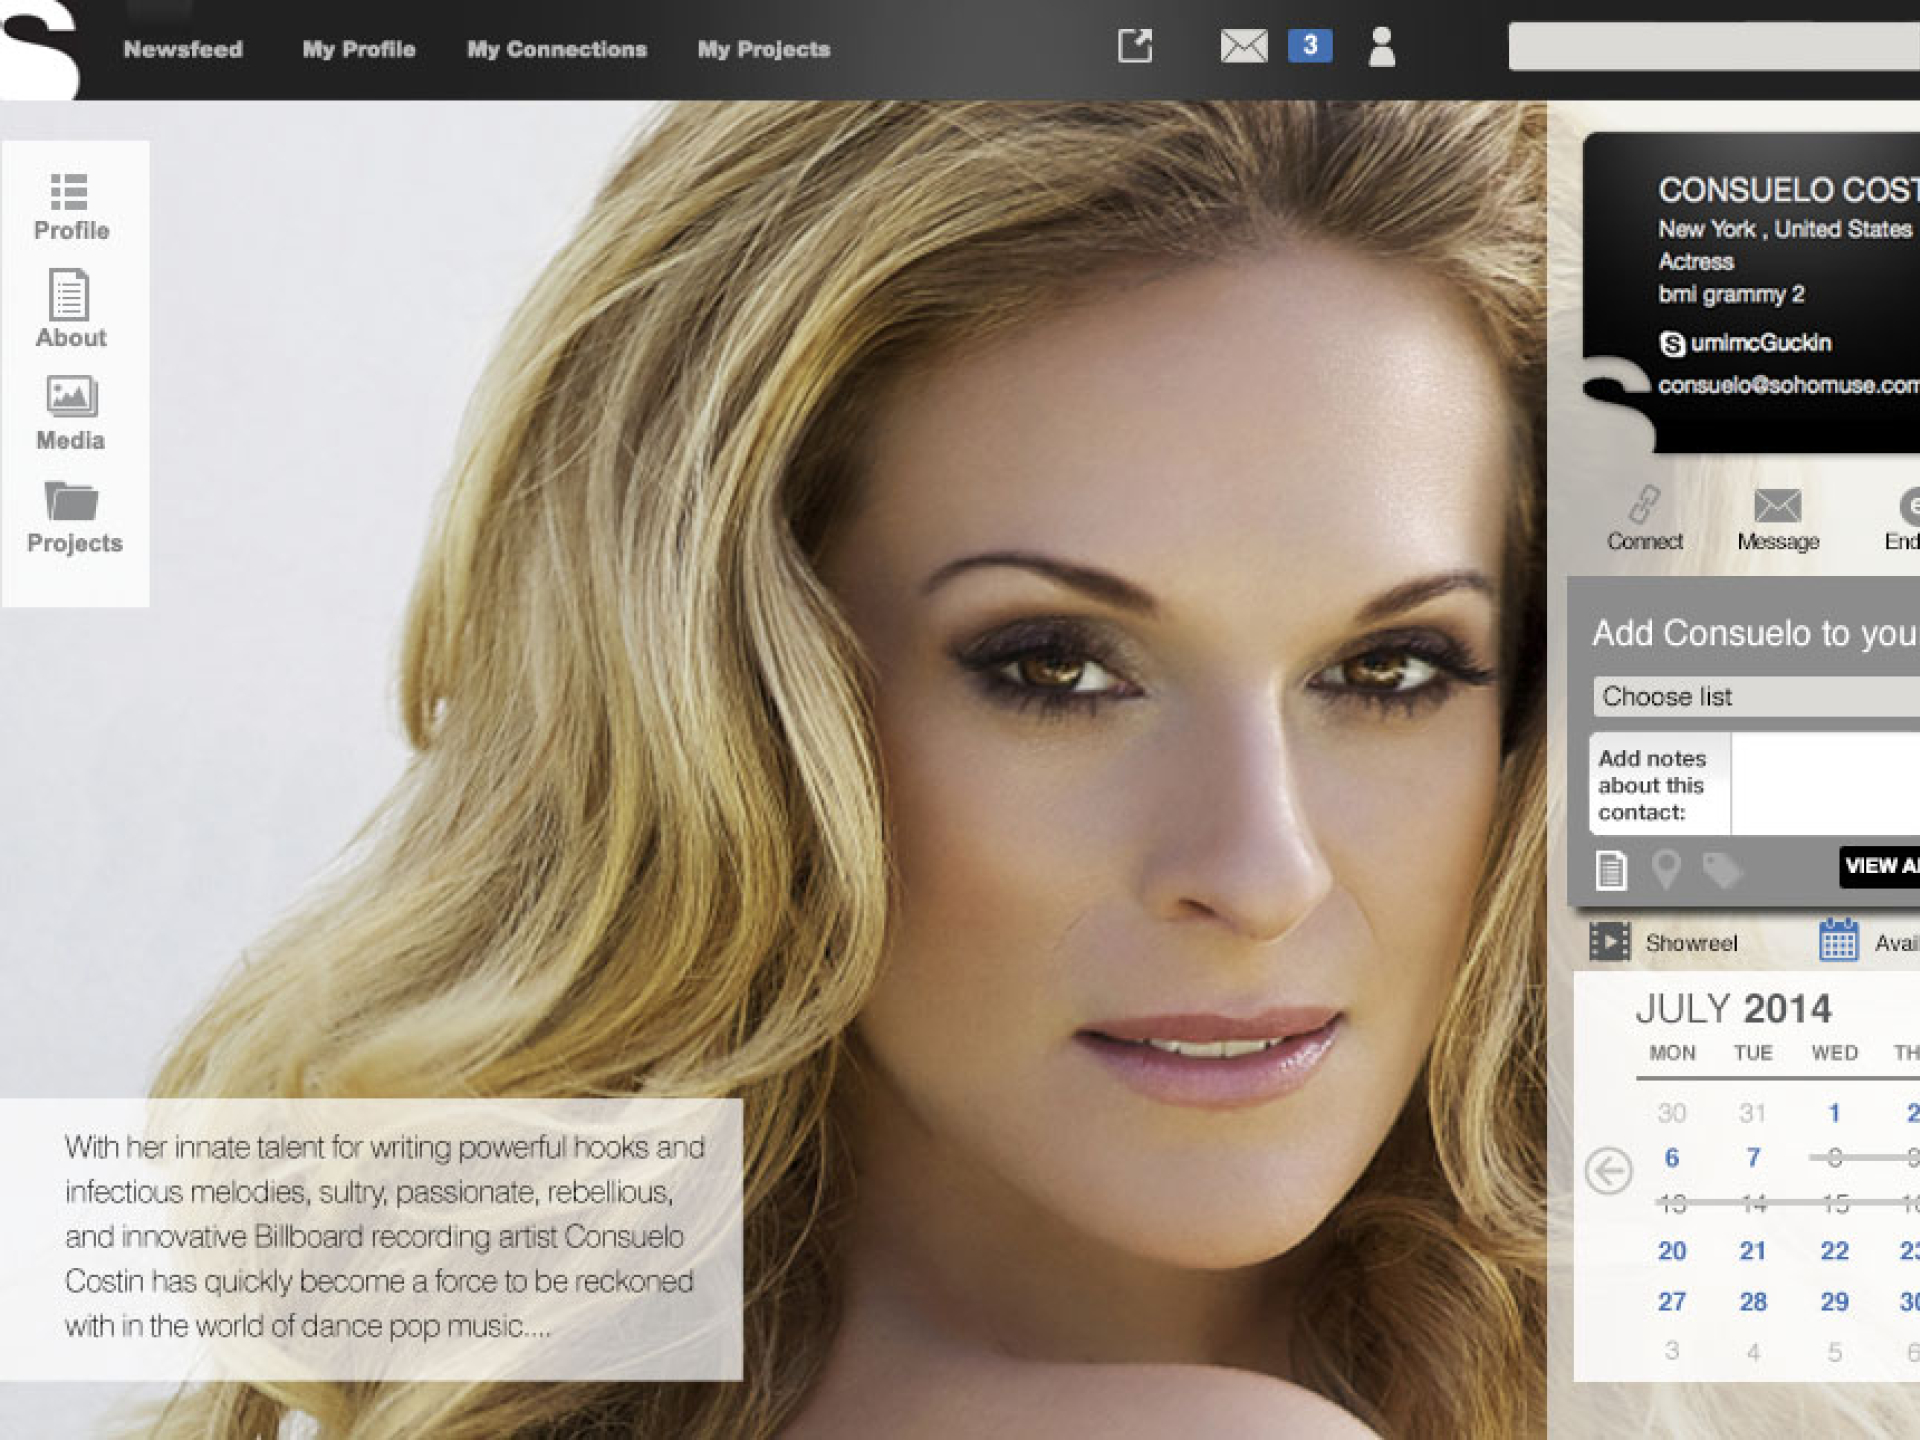 Newsfeed My Profile My Connections My Projects 3
Profile
About
Media
Projects
CONSUELO COST
New York , United States
Actress
bmi grammy 2
umimcGuckin
consuelo@sohomuse.com
Connect Message End
Add Consuelo to you
Choose list
Add notes
about this
contact:
VIEW AL
Showreel Avai
JULY 2014
MON TUE WED TH
30 31 1 2
6 7 8 9
13 14 15 16
20 21 22 23
27 28 29 30
3 4 5 6
With her innate talent for writing powerful hooks and
infectious melodies, sultry, passionate, rebellious,
and innovative Billboard recording artist Consuelo
Costin has quickly become a force to be reckoned
with in the world of dance pop music....